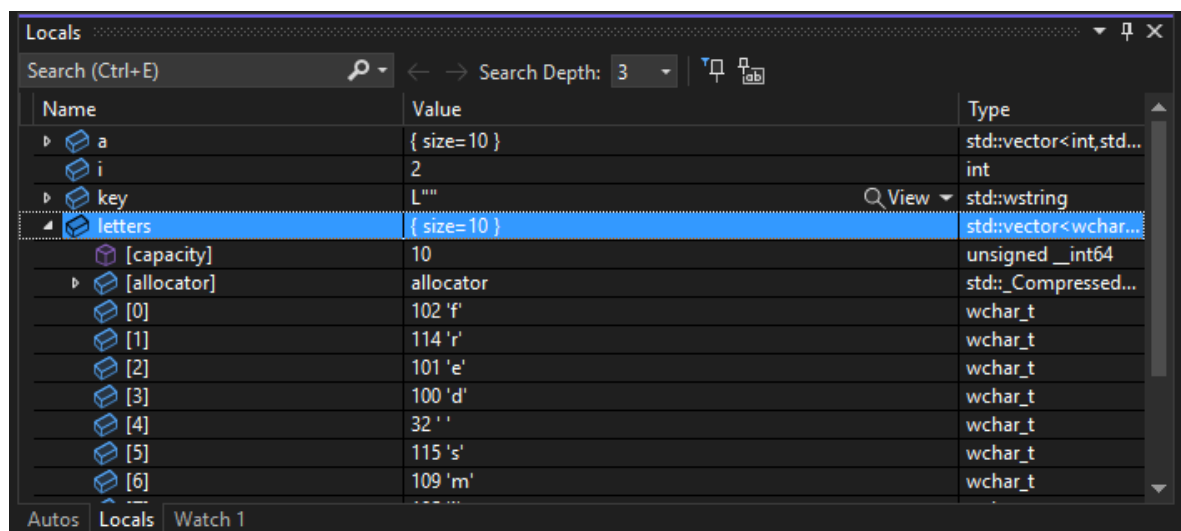 Locals
Search (Ctrl+E) Search Depth: 3
Name Value Type
a { size=10 } std::vector<int,std...
i 2 int
key L"" View std::wstring
letters { size=10 } std::vector<wchar...
[capacity] 10 unsigned __int64
[allocator] allocator std::_Compressed...
[0] 102 'f' wchar_t
[1] 114 'r' wchar_t
[2] 101 'e' wchar_t
[3] 100 'd' wchar_t
[4] 32 ' ' wchar_t
[5] 115 's' wchar_t
[6] 109 'm' wchar_t
Autos Locals Watch 1